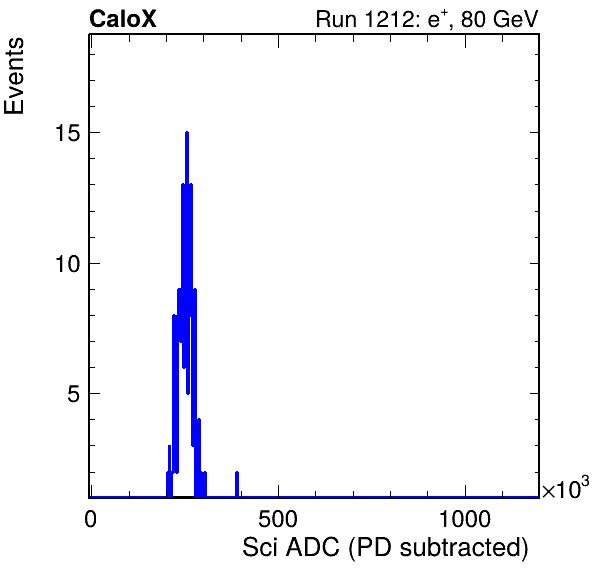 CaloX Run 1212: e⁺, 80 GeV
Events
15
10
5
0 500 1000 ×10³
Sci ADC (PD subtracted)